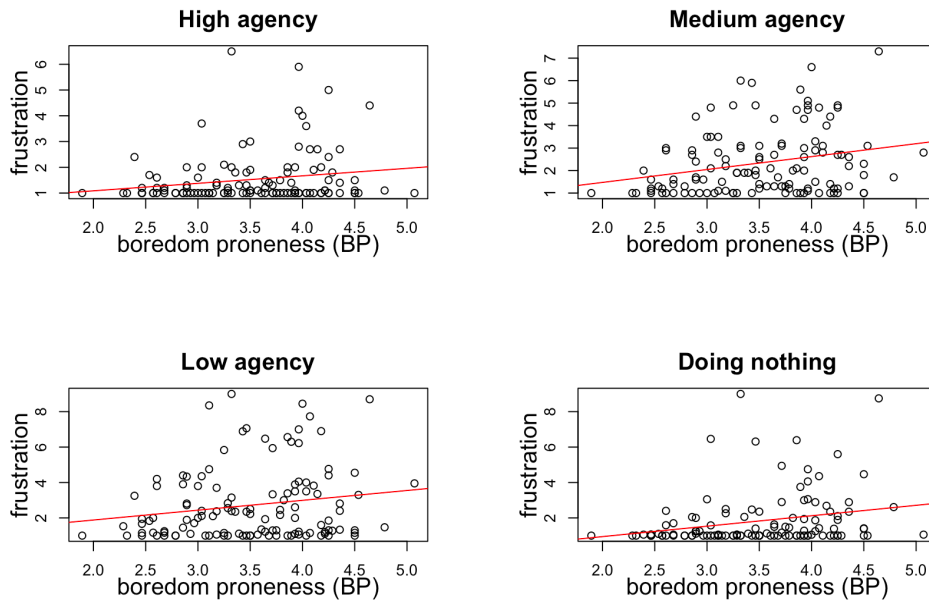 High agency
frustration
6
5
4
3
2
1
2.0 2.5 3.0 3.5 4.0 4.5 5.0
boredom proneness (BP)
Medium agency
frustration
7
6
5
4
3
2
1
2.0 2.5 3.0 3.5 4.0 4.5 5.0
boredom proneness (BP)
Low agency
frustration
8
6
4
2
2.0 2.5 3.0 3.5 4.0 4.5 5.0
boredom proneness (BP)
Doing nothing
frustration
8
6
4
2
2.0 2.5 3.0 3.5 4.0 4.5 5.0
boredom proneness (BP)